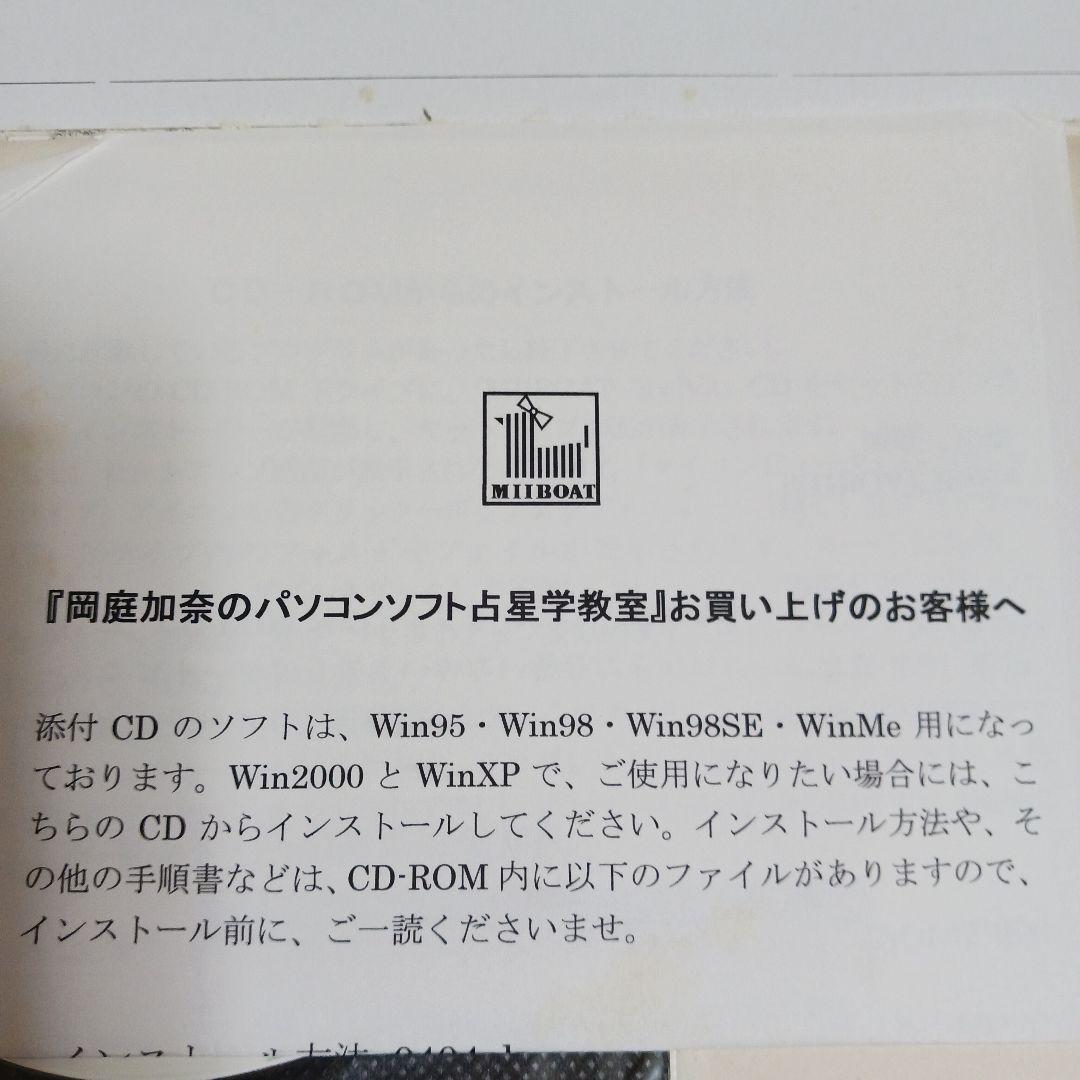 MIIBOAT
『岡庭加奈のパソコンソフト占星学教室』お買い上げのお客様へ
添付 CD のソフトは、Win95・Win98・Win98SE・WinMe 用になっ
ております。Win2000 と WinXP で、ご使用になりたい場合には、こ
ちらの CD からインストールしてください。インストール方法や、そ
の他の手順書などは、CD-ROM 内に以下のファイルがありますので、
インストール前に、ご一読くださいませ。